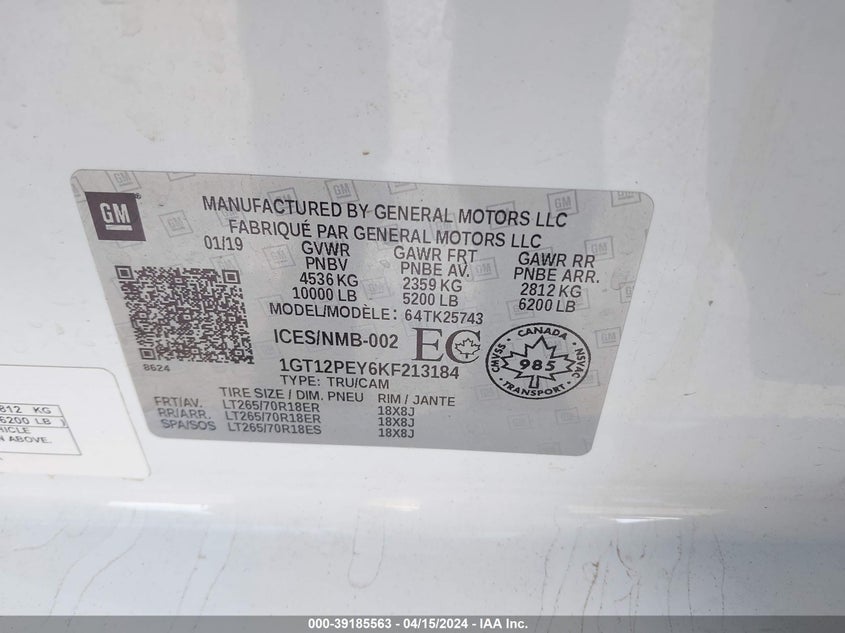 GM
MANUFACTURED BY GENERAL MOTORS LLC
FABRIQUÉ PAR GENERAL MOTORS LLC
01/19
GVWR GAWR FRT GAWR RR
PNBV PNBE AV. PNBE ARR.
4536 KG 2359 KG 2812 KG
10000 LB 5200 LB 6200 LB
MODEL/MODÈLE: 64TK25743
ICES/NMB-002 EC
8624
1GT12PEY6KF213184
TYPE: TRU/CAM
CANADA
CMVSS 985 NSVAC
TRANSPORT
TIRE SIZE / DIM. PNEU RIM / JANTE
FRT/AV. LT265/70R18ER 18X8J
RR/ARR. LT265/70R18ER 18X8J
SPA/SOS LT265/70R18ES 18X8J
812 KG
6200 LB )
HICLE
N ABOVE.
000-39185563 - 04/15/2024 - IAA Inc.